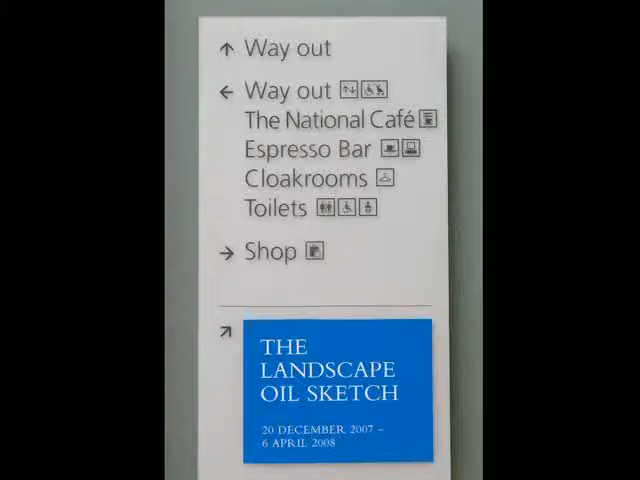 Way out
Way out
The National Café
Espresso Bar
Cloakrooms
Toilets
Shop
THE
LANDSCAPE
OIL SKETCH
20 DECEMBER 2007 –
6 APRIL 2008